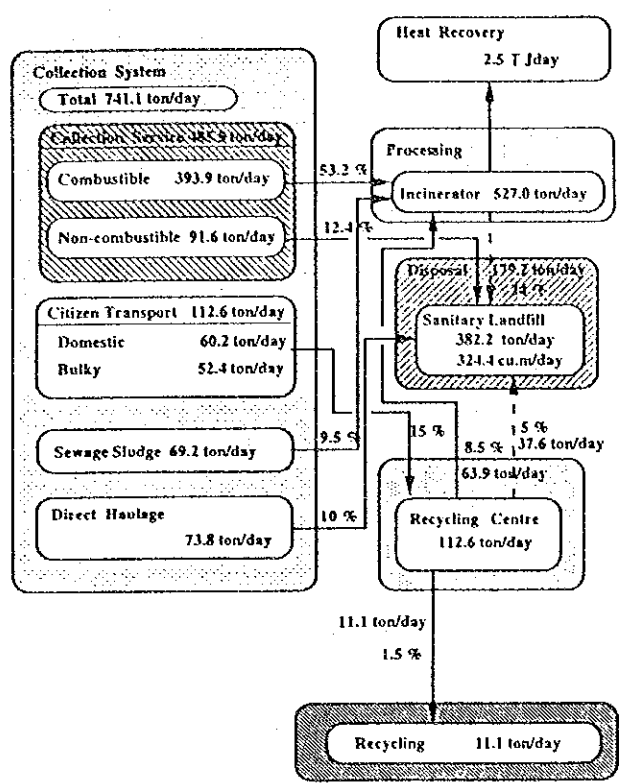 Heat Recovery
2.5 T J/day
Collection System
Total 741.1 ton/day
Collection Service 485.5 ton/day
Combustible 393.9 ton/day
Non-combustible 91.6 ton/day
53.2 %
12.4 %
Processing
Incinerator 527.0 ton/day
Disposal 179.2 ton/day
24 %
Sanitary Landfill
382.2 ton/day
324.4 cu.m/day
Citizen Transport 112.6 ton/day
Domestic 60.2 ton/day
Bulky 52.4 ton/day
Sewage Sludge 69.2 ton/day
9.5 %
15 %
8.5 %
63.9 ton/day
5 %
37.6 ton/day
Direct Haulage
73.8 ton/day
10 %
Recycling Centre
112.6 ton/day
11.1 ton/day
1.5 %
Recycling 11.1 ton/day